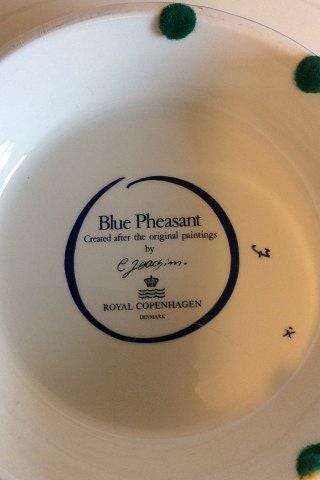 Blue Pheasant
Created after the original paintings
by
C Joachim.
ROYAL COPENHAGEN
DENMARK